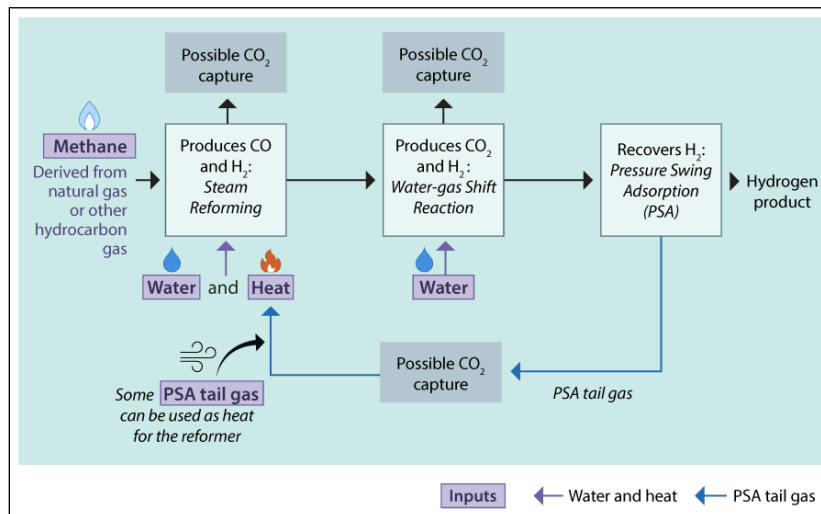 Possible CO₂
capture
Possible CO₂
capture
Methane
Derived from
natural gas
or other
hydrocarbon
gas
Produces CO
and H₂:
Steam
Reforming
Produces CO₂
and H₂:
Water-gas Shift
Reaction
Recovers H₂:
Pressure Swing
Adsorption
(PSA)
Hydrogen
product
Water and Heat
Water
Possible CO₂
capture
PSA tail gas
Some PSA tail gas
can be used as heat
for the reformer
Inputs
Water and heat
PSA tail gas